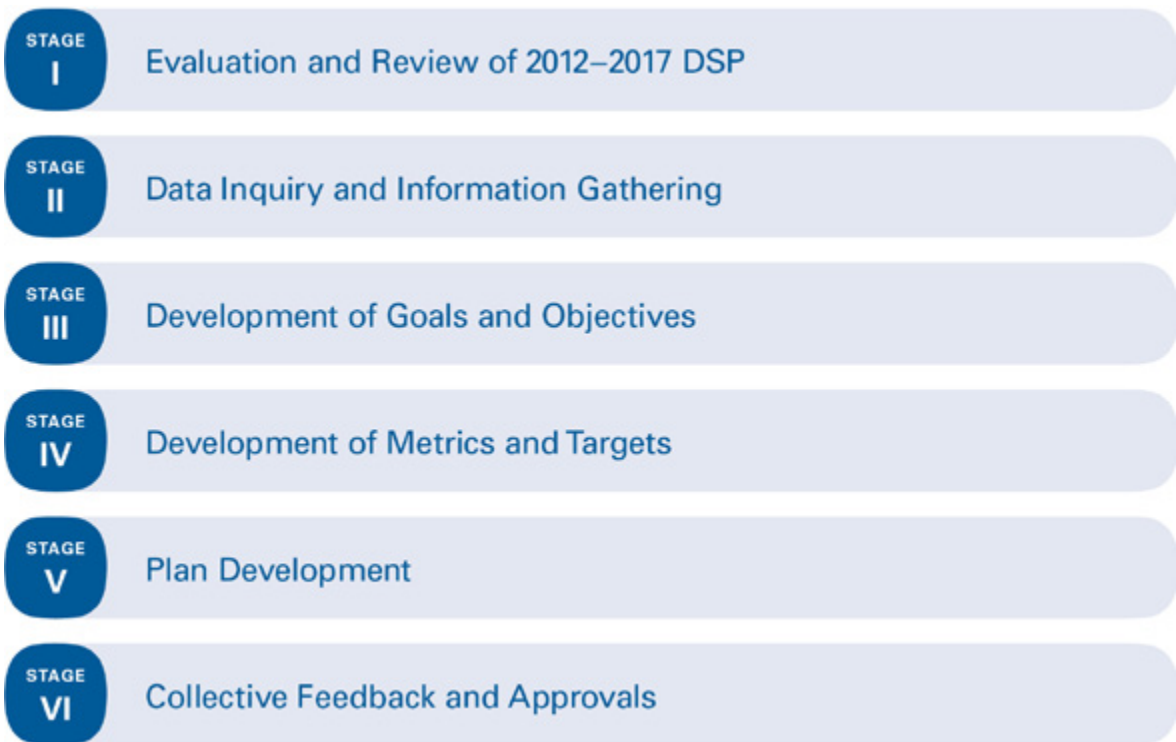 STAGE
I
Evaluation and Review of 2012–2017 DSP
STAGE
II
Data Inquiry and Information Gathering
STAGE
III
Development of Goals and Objectives
STAGE
IV
Development of Metrics and Targets
STAGE
V
Plan Development
STAGE
VI
Collective Feedback and Approvals